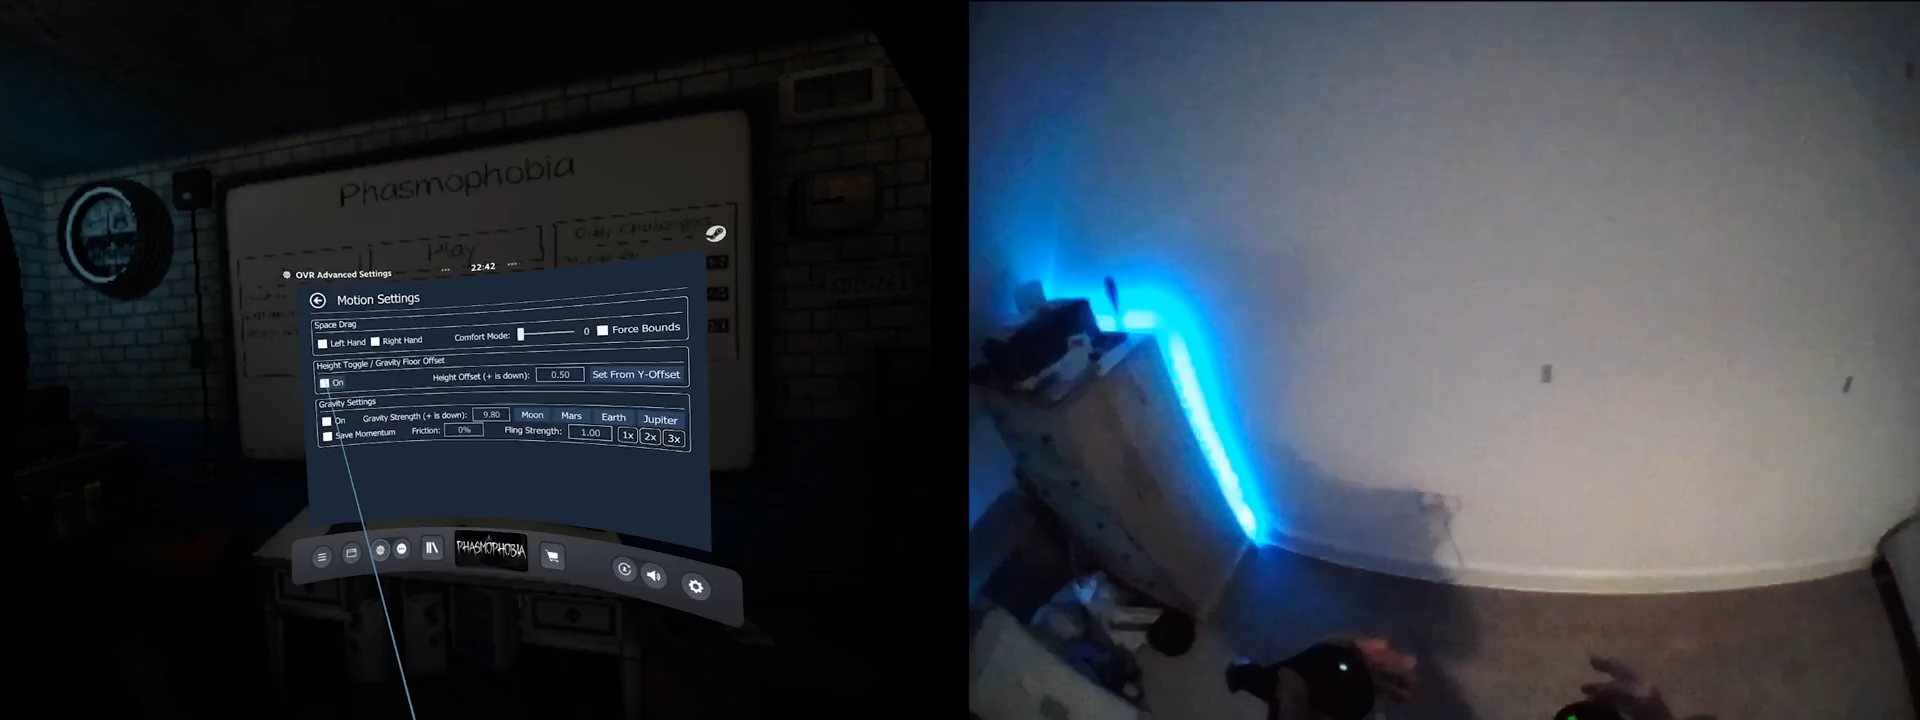 Phasmophobia
Play
OVR Advanced Settings
22:42
Motion Settings
Space Drag
Left Hand
Right Hand
Comfort Mode:
0
Force Bounds
Height Toggle / Gravity Floor Offset
On
Height Offset (+ is down):
0.50
Set From Y-Offset
Gravity Settings
On
Gravity Strength (+ is down):
9.80
Moon
Mars
Earth
Jupiter
Save Momentum
Friction:
0%
Fling Strength:
1.00
1x
2x
3x
PHASMOPHOBIA